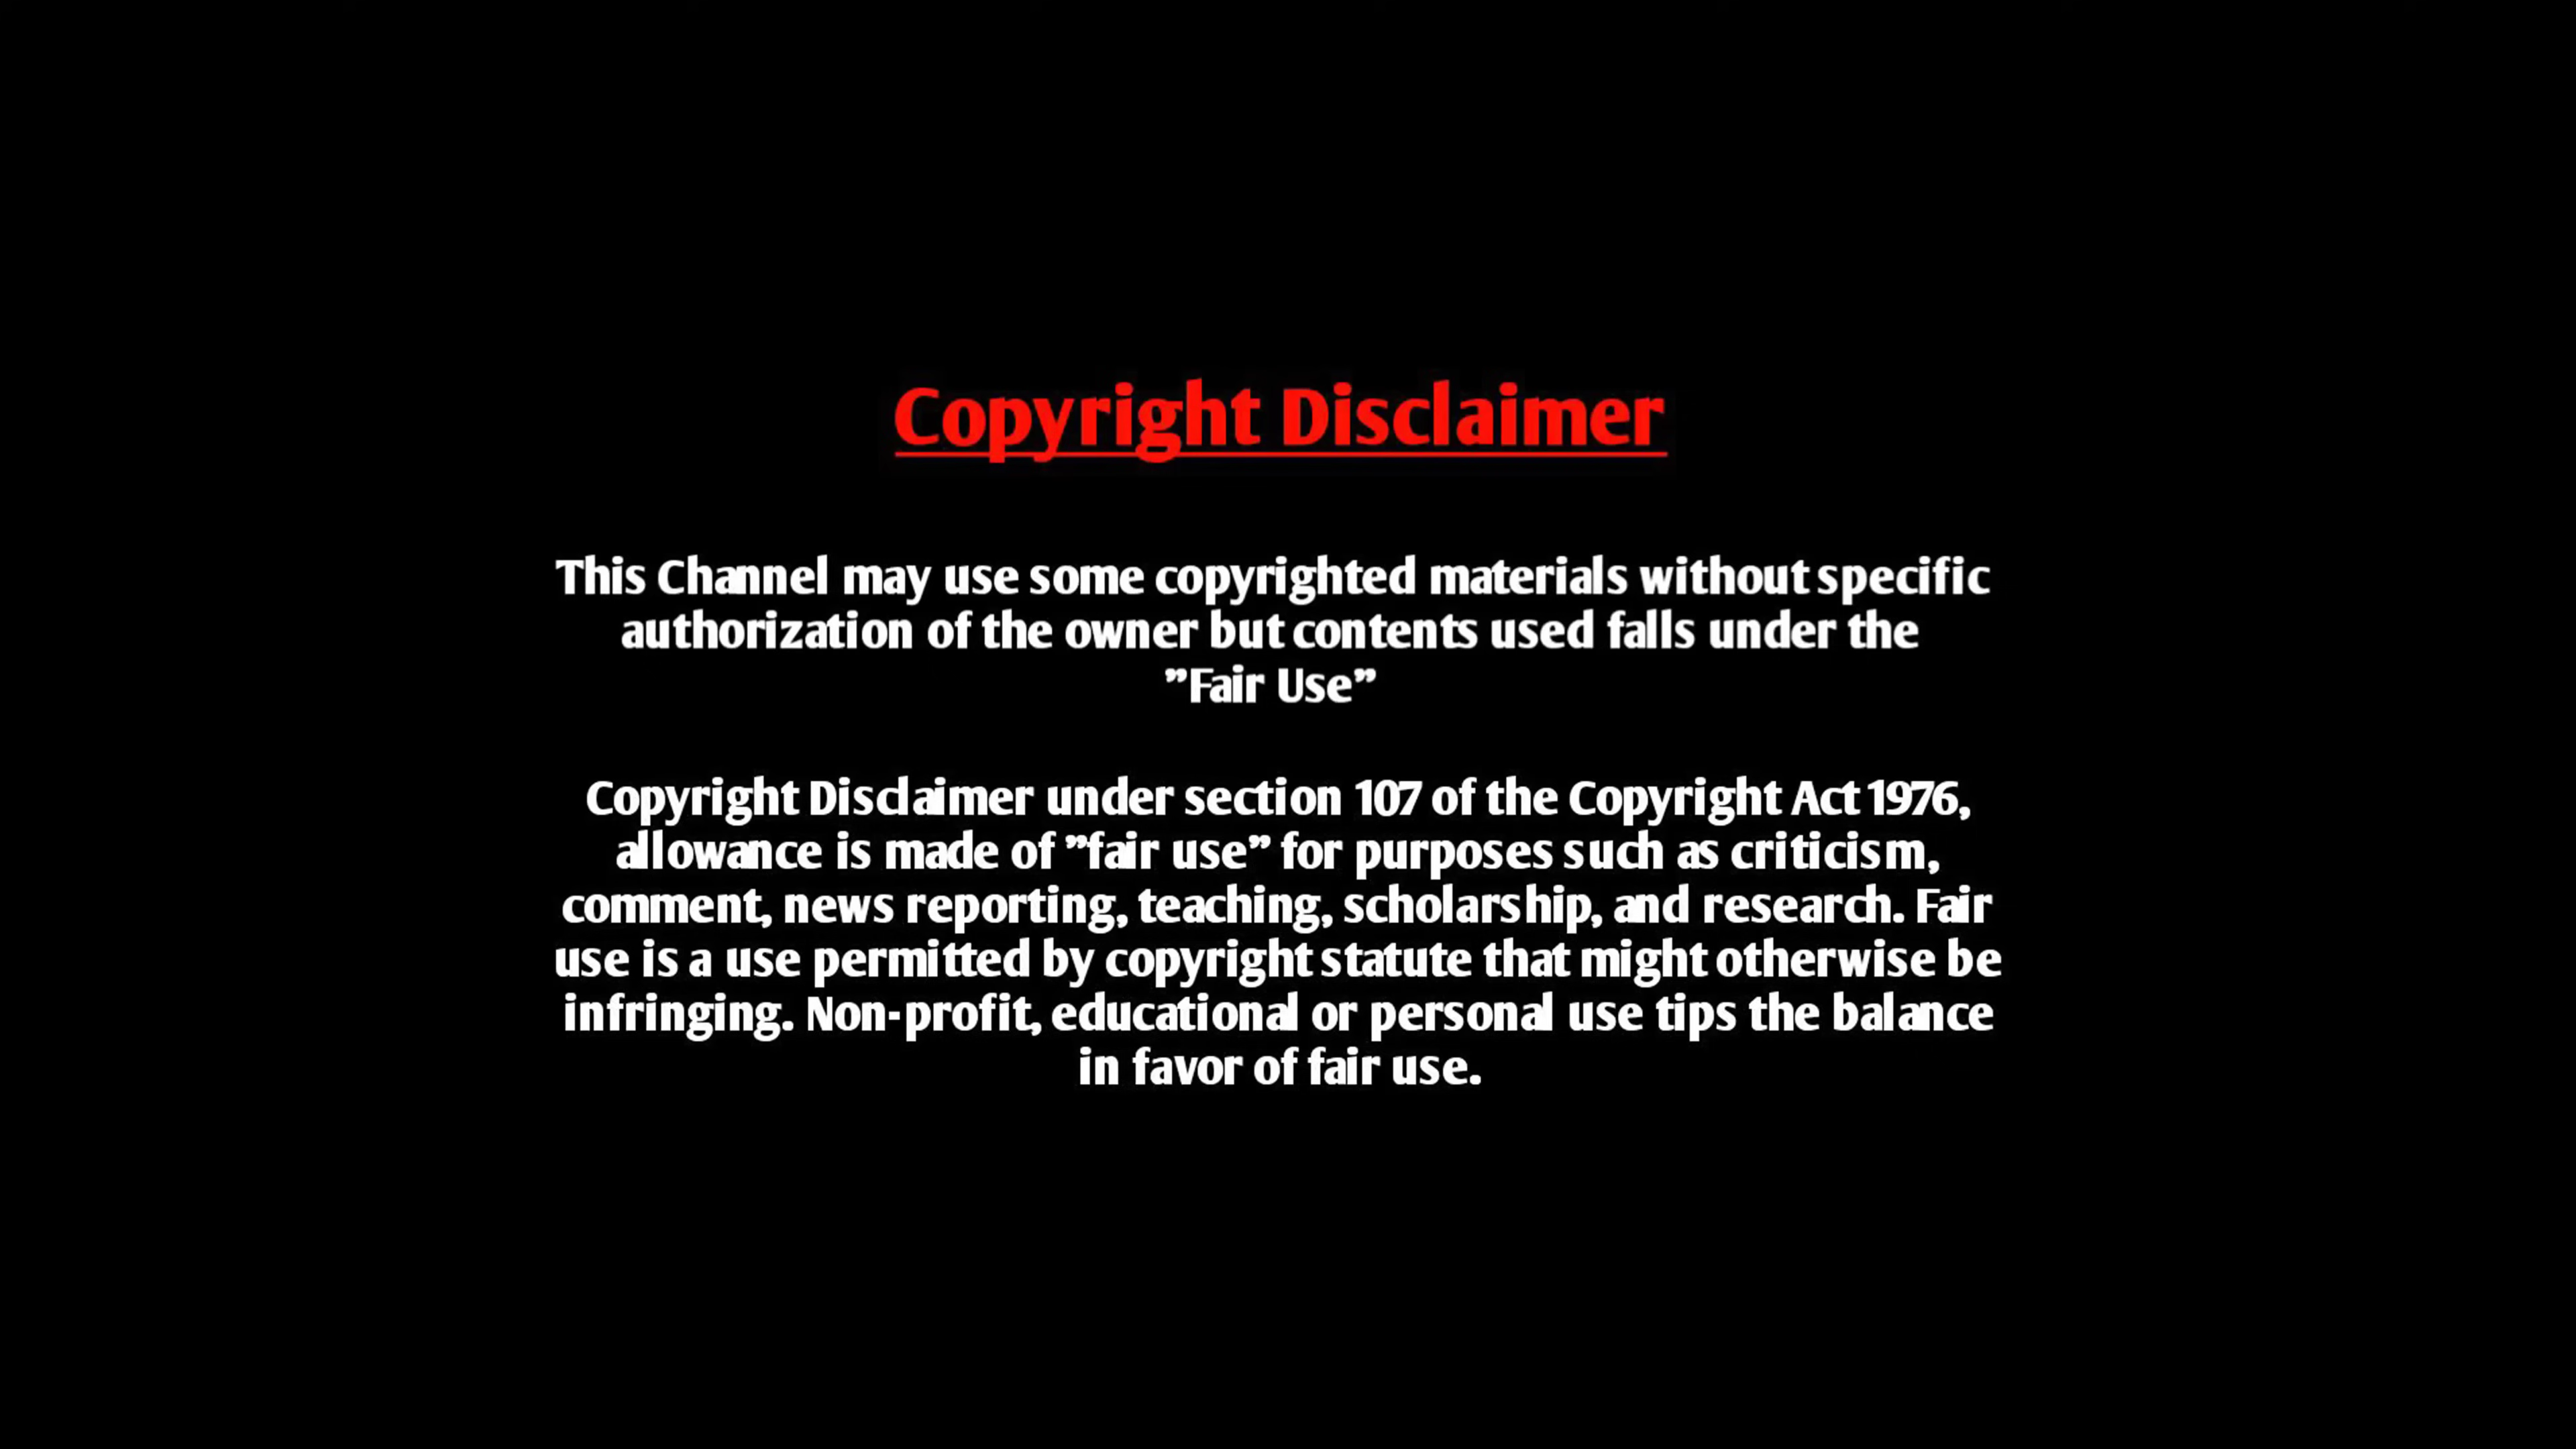 Copyright Disclaimer
This Channel may use some copyrighted materials without specific
authorization of the owner but contents used falls under the
"Fair Use"
Copyright Disclaimer under section 107 of the Copyright Act 1976,
allowance is made of "fair use" for purposes such as criticism,
comment, news reporting, teaching, scholarship, and research. Fair
use is a use permitted by copyright statute that might otherwise be
infringing. Non-profit, educational or personal use tips the balance
in favor of fair use.